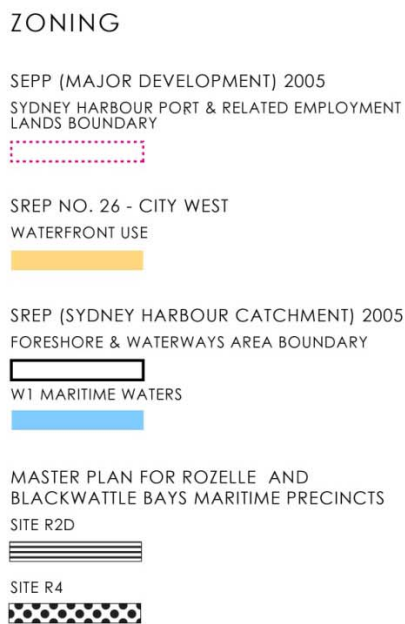 ZONING
SEPP (MAJOR DEVELOPMENT) 2005
SYDNEY HARBOUR PORT & RELATED EMPLOYMENT
LANDS BOUNDARY
SREP NO. 26 - CITY WEST
WATERFRONT USE
SREP (SYDNEY HARBOUR CATCHMENT) 2005
FORESHORE & WATERWAYS AREA BOUNDARY
W1 MARITIME WATERS
MASTER PLAN FOR ROZELLE AND
BLACKWATTLE BAYS MARITIME PRECINCTS
SITE R2D
SITE R4